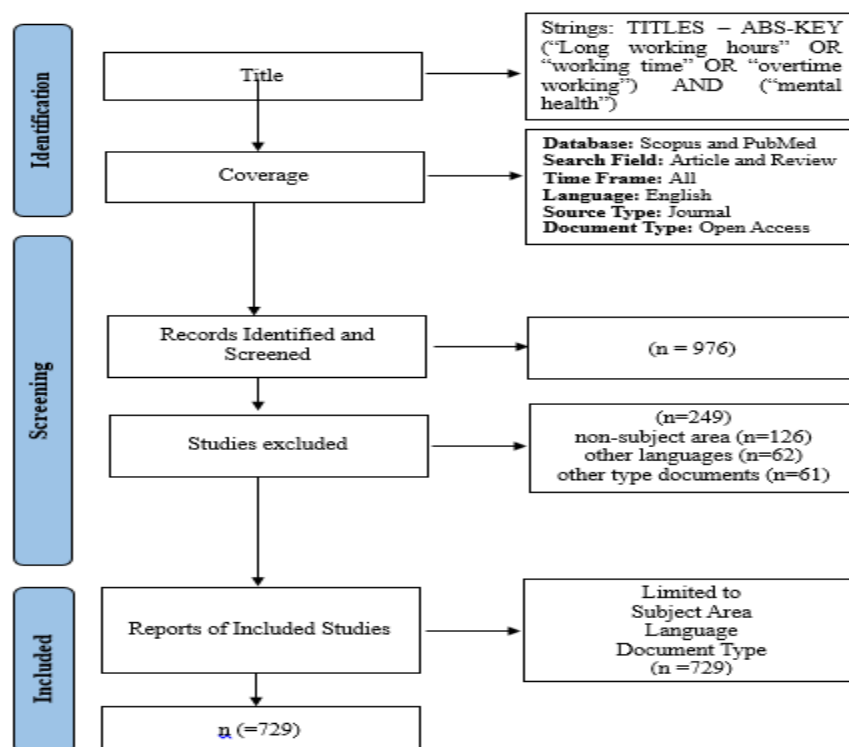 Identification
Title
Strings: TITLES – ABS-KEY
(“Long working hours” OR
“working time” OR “overtime
working”) AND (“mental
health”)
Coverage
Database: Scopus and PubMed
Search Field: Article and Review
Time Frame: All
Language: English
Source Type: Journal
Document Type: Open Access
Screening
Records Identified and
Screened
(n = 976)
Studies excluded
(n=249)
non-subject area (n=126)
other languages (n=62)
other type documents (n=61)
Included
Reports of Included Studies
Limited to
Subject Area
Language
Document Type
(n =729)
n (=729)